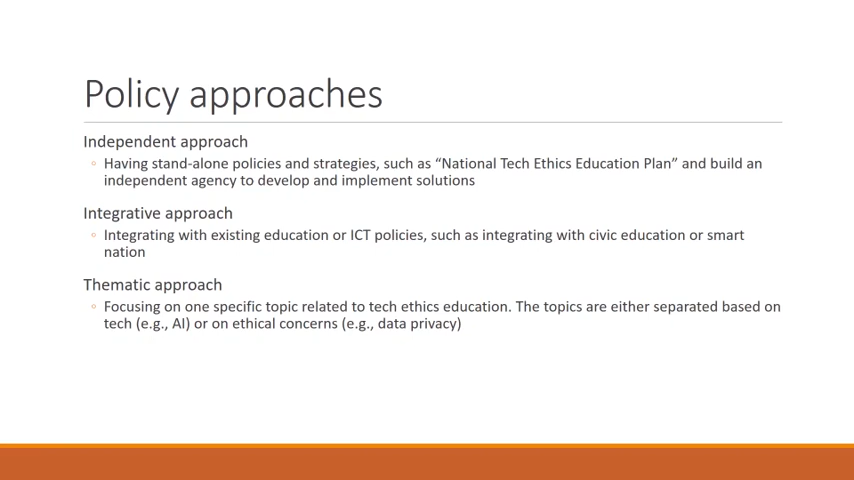 Policy approaches
Independent approach
◦ Having stand-alone policies and strategies, such as “National Tech Ethics Education Plan” and build an
independent agency to develop and implement solutions
Integrative approach
◦ Integrating with existing education or ICT policies, such as integrating with civic education or smart
nation
Thematic approach
◦ Focusing on one specific topic related to tech ethics education. The topics are either separated based on
tech (e.g., AI) or on ethical concerns (e.g., data privacy)